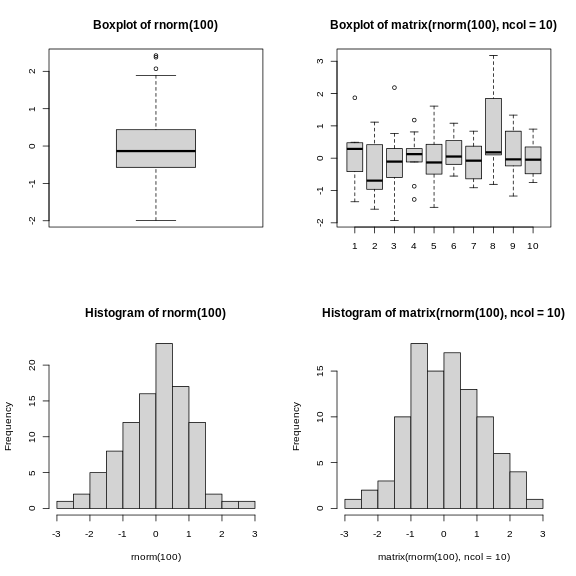 Boxplot of rnorm(100)
2
1
0
-1
-2
Boxplot of matrix(rnorm(100), ncol = 10)
3
2
1
0
-1
-2
1 2 3 4 5 6 7 8 9 10
Histogram of rnorm(100)
Frequency
20
15
10
5
0
-3 -2 -1 0 1 2 3
rnorm(100)
Histogram of matrix(rnorm(100), ncol = 10)
Frequency
15
10
5
0
-3 -2 -1 0 1 2 3
matrix(rnorm(100), ncol = 10)